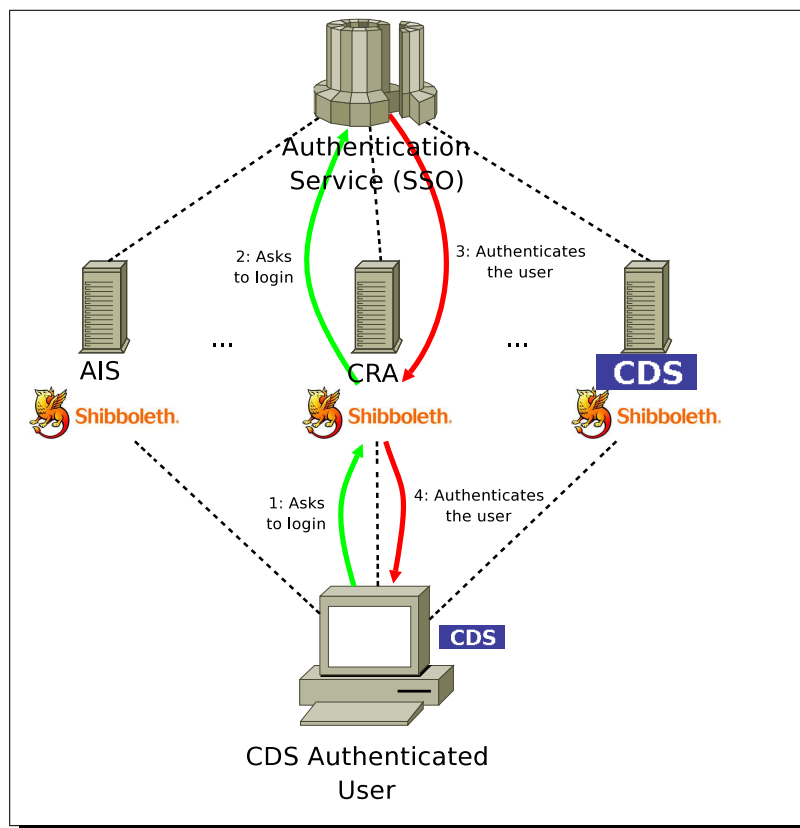 Authentication
Service (SSO)
2: Asks
to login
3: Authenticates
the user
...
...
AIS
CRA
CDS
Shibboleth.
Shibboleth.
Shibboleth.
1: Asks
to login
4: Authenticates
the user
CDS
CDS Authenticated
User